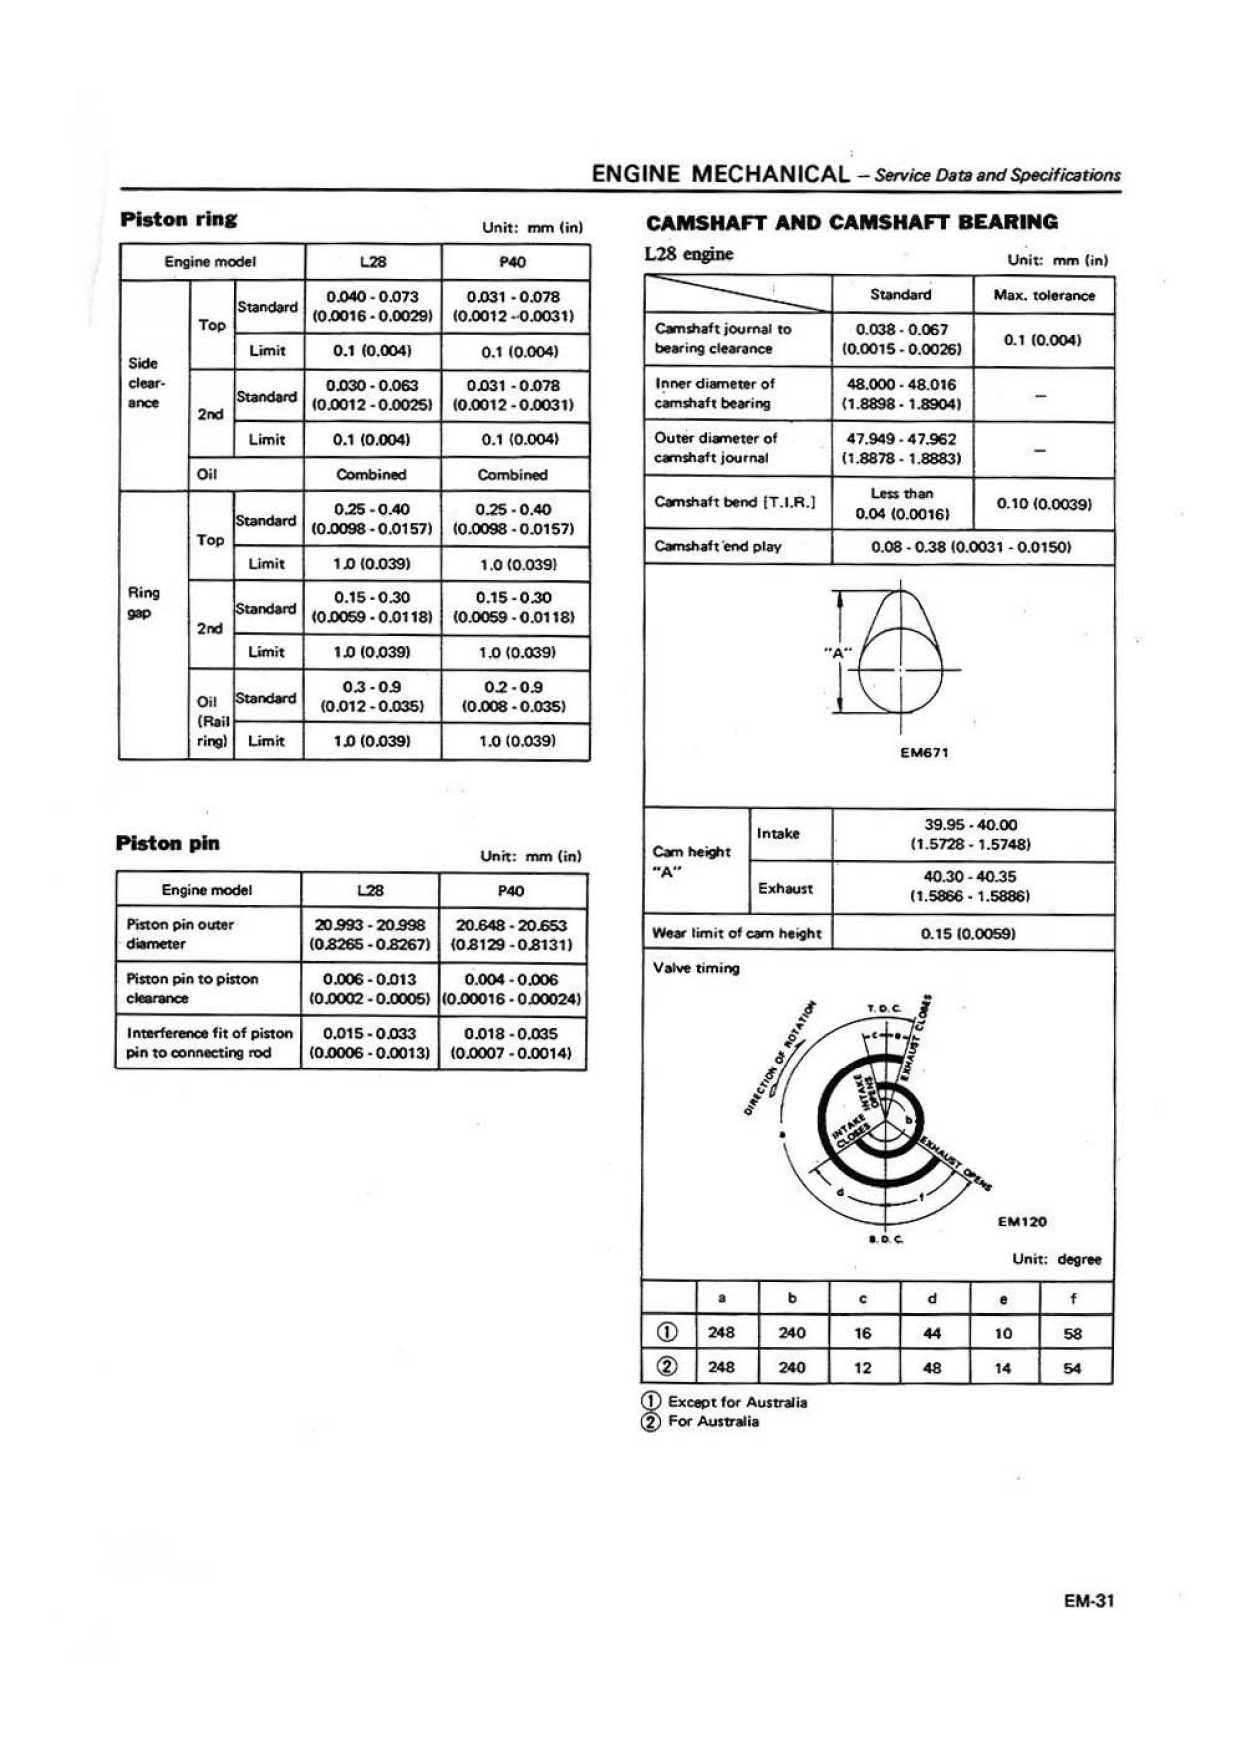 ENGINE MECHANICAL – Service Data and Specifications
Piston ring
Unit: mm (in)
Engine model L28 P40
Side clear-ance Top Standard 0.040 - 0.073 (0.0016 - 0.0029) 0.031 - 0.078 (0.0012 - 0.0031)
Limit 0.1 (0.004) 0.1 (0.004)
2nd Standard 0.030 - 0.063 (0.0012 - 0.0025) 0.031 - 0.078 (0.0012 - 0.0031)
Limit 0.1 (0.004) 0.1 (0.004)
Oil Combined Combined
Ring gap Top Standard 0.25 - 0.40 (0.0098 - 0.0157) 0.25 - 0.40 (0.0098 - 0.0157)
Limit 1.0 (0.039) 1.0 (0.039)
2nd Standard 0.15 - 0.30 (0.0059 - 0.0118) 0.15 - 0.30 (0.0059 - 0.0118)
Limit 1.0 (0.039) 1.0 (0.039)
Oil (Rail ring) Standard 0.3 - 0.9 (0.012 - 0.035) 0.2 - 0.9 (0.008 - 0.035)
Limit 1.0 (0.039) 1.0 (0.039)
Piston pin
Unit: mm (in)
Engine model L28 P40
Piston pin outer diameter 20.993 - 20.998 (0.8265 - 0.8267) 20.648 - 20.653 (0.8129 - 0.8131)
Piston pin to piston clearance 0.006 - 0.013 (0.0002 - 0.0005) 0.004 - 0.006 (0.00016 - 0.00024)
Interference fit of piston pin to connecting rod 0.015 - 0.033 (0.0006 - 0.0013) 0.018 - 0.035 (0.0007 - 0.0014)
CAMSHAFT AND CAMSHAFT BEARING
L28 engine
Unit: mm (in)
Standard Max. tolerance
Camshaft journal to bearing clearance 0.038 - 0.067 (0.0015 - 0.0026) 0.1 (0.004)
Inner diameter of camshaft bearing 48.000 - 48.016 (1.8898 - 1.8904) –
Outer diameter of camshaft journal 47.949 - 47.962 (1.8878 - 1.8883) –
Camshaft bend [T.I.R.] Less than 0.04 (0.0016) 0.10 (0.0039)
Camshaft end play 0.08 - 0.38 (0.0031 - 0.0150)
"A"
EM671
Cam height "A" Intake 39.95 - 40.00 (1.5728 - 1.5748)
Exhaust 40.30 - 40.35 (1.5866 - 1.5886)
Wear limit of cam height 0.15 (0.0059)
Valve timing
T.D.C.
DIRECTION OF ROTATION
EXHAUST CLOSES
c e
INTAKE OPENS
a
b
INTAKE CLOSES
EXHAUST OPENS
d
f
B.D.C.
EM120
Unit: degree
a b c d e f
① 248 240 16 44 10 58
② 248 240 12 48 14 54
① Except for Australia
② For Australia
EM-31